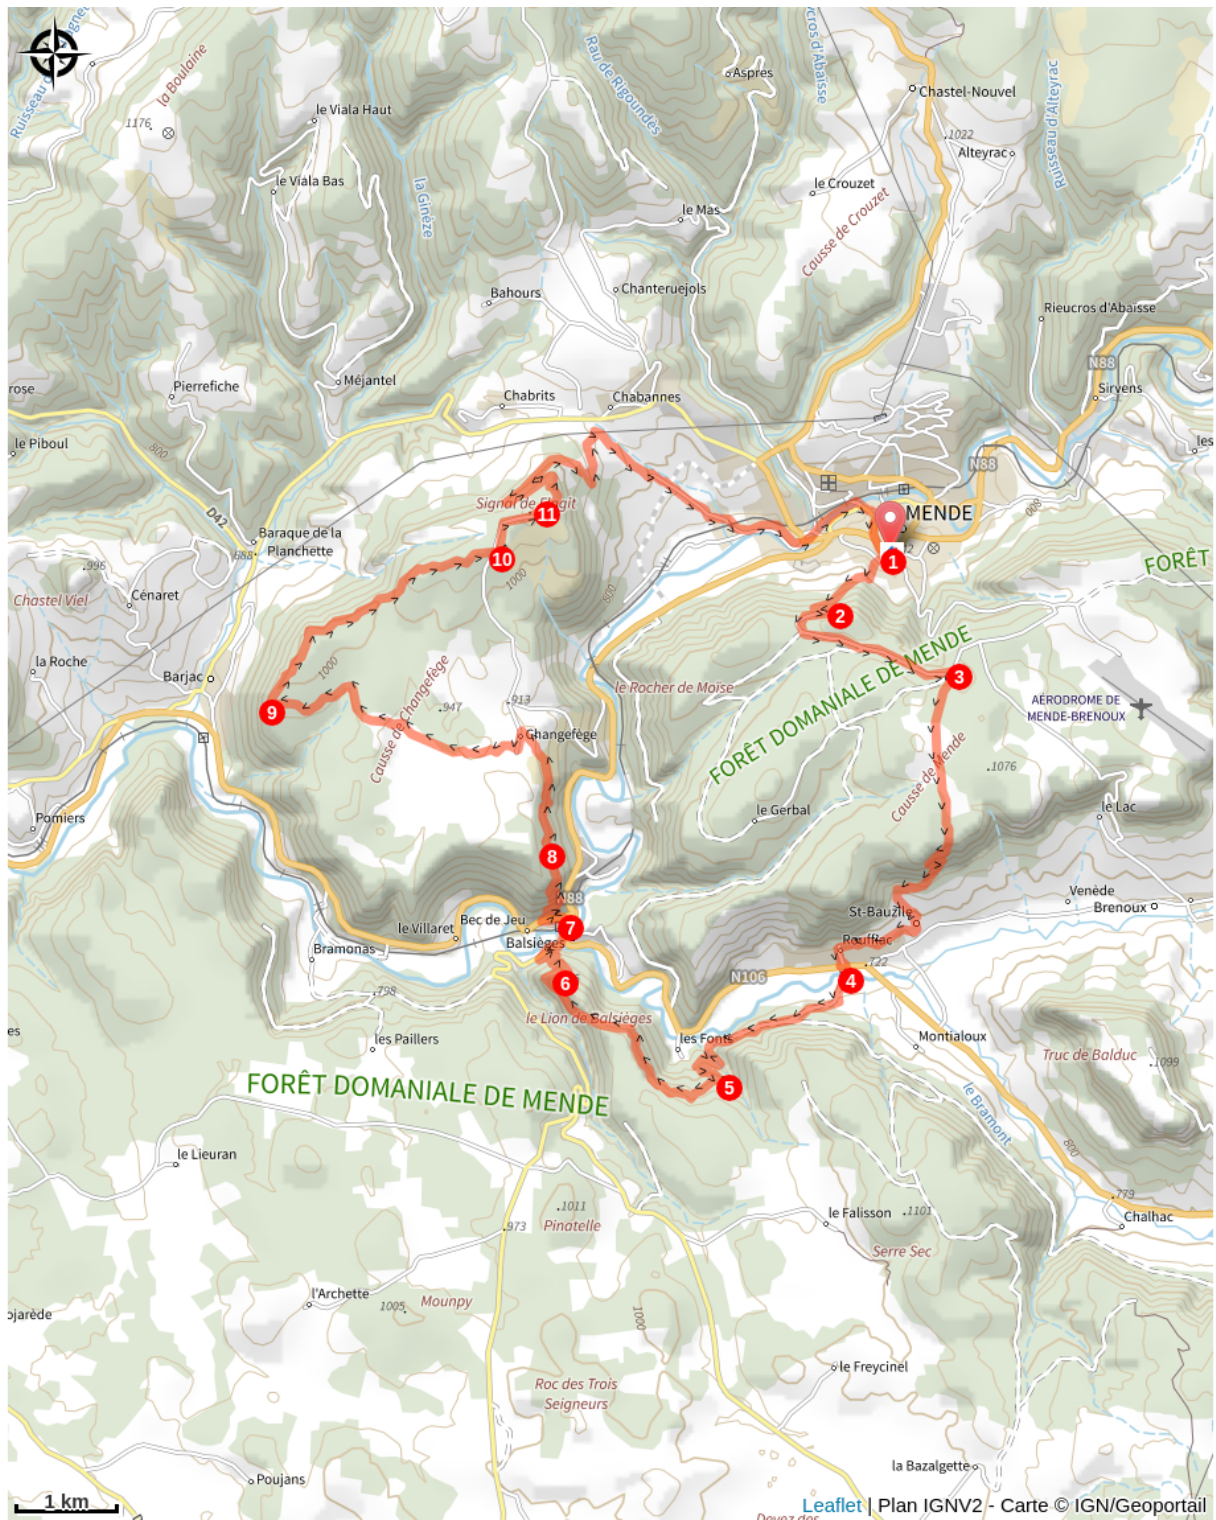 la Boulaine
Rau de Rigoundès
Aspres
Chastel-Nouvel
le Viala Haut
1176
1022
Alteyrac
Ruisseau d'Alteyrac
le Viala Bas
la Ginèze
le Crouzet
le Mas
Causse de Crouzet
Bahours
Chanteruejols
Rieucros d'Abaisse
N88
Méjantel
Pierrefiche
Chabrits
Chabannes
Sirvens
le Piboul
800
les
N88
Signal de
11
MENDE
D42
Baraque de la
Planchette
688
10
1000
800
1
FORÊT
996
Chastel Viel
Cénaret
2
la Roche
Barjac
1000
le Rocher de Moïse
FORÊT DOMANIALE DE MENDE
3
AÉRODROME DE
MENDE-BRENOUX
9
947
913
Causse de Changefège
Changefège
Causse de Mende
1076
Pomiers
le Gerbal
le Lac
8
N88
Venède
Brenoux
St-Bauzile
Bec de Jeu
7
le Villaret
Balsièges
Bramonas
Rouffiac
722
N106
4
6
798
le Lion de Balsièges
les Paillers
les Fonts
Montialoux
Truc de Balduc
1099
5
FORÊT DOMANIALE DE MENDE
le Bramont
800
le Lieuran
779
1011
Pinatelle
973
le Falisson
1101
Chalhac
Serre Sec
l'Archette
1005
Mounpy
1000
le Freycinel
Roc des Trois
Seigneurs
la Bazalgette
Poujans
1 km
Leaflet | Plan IGNV2 - Carte © IGN/Geoportail